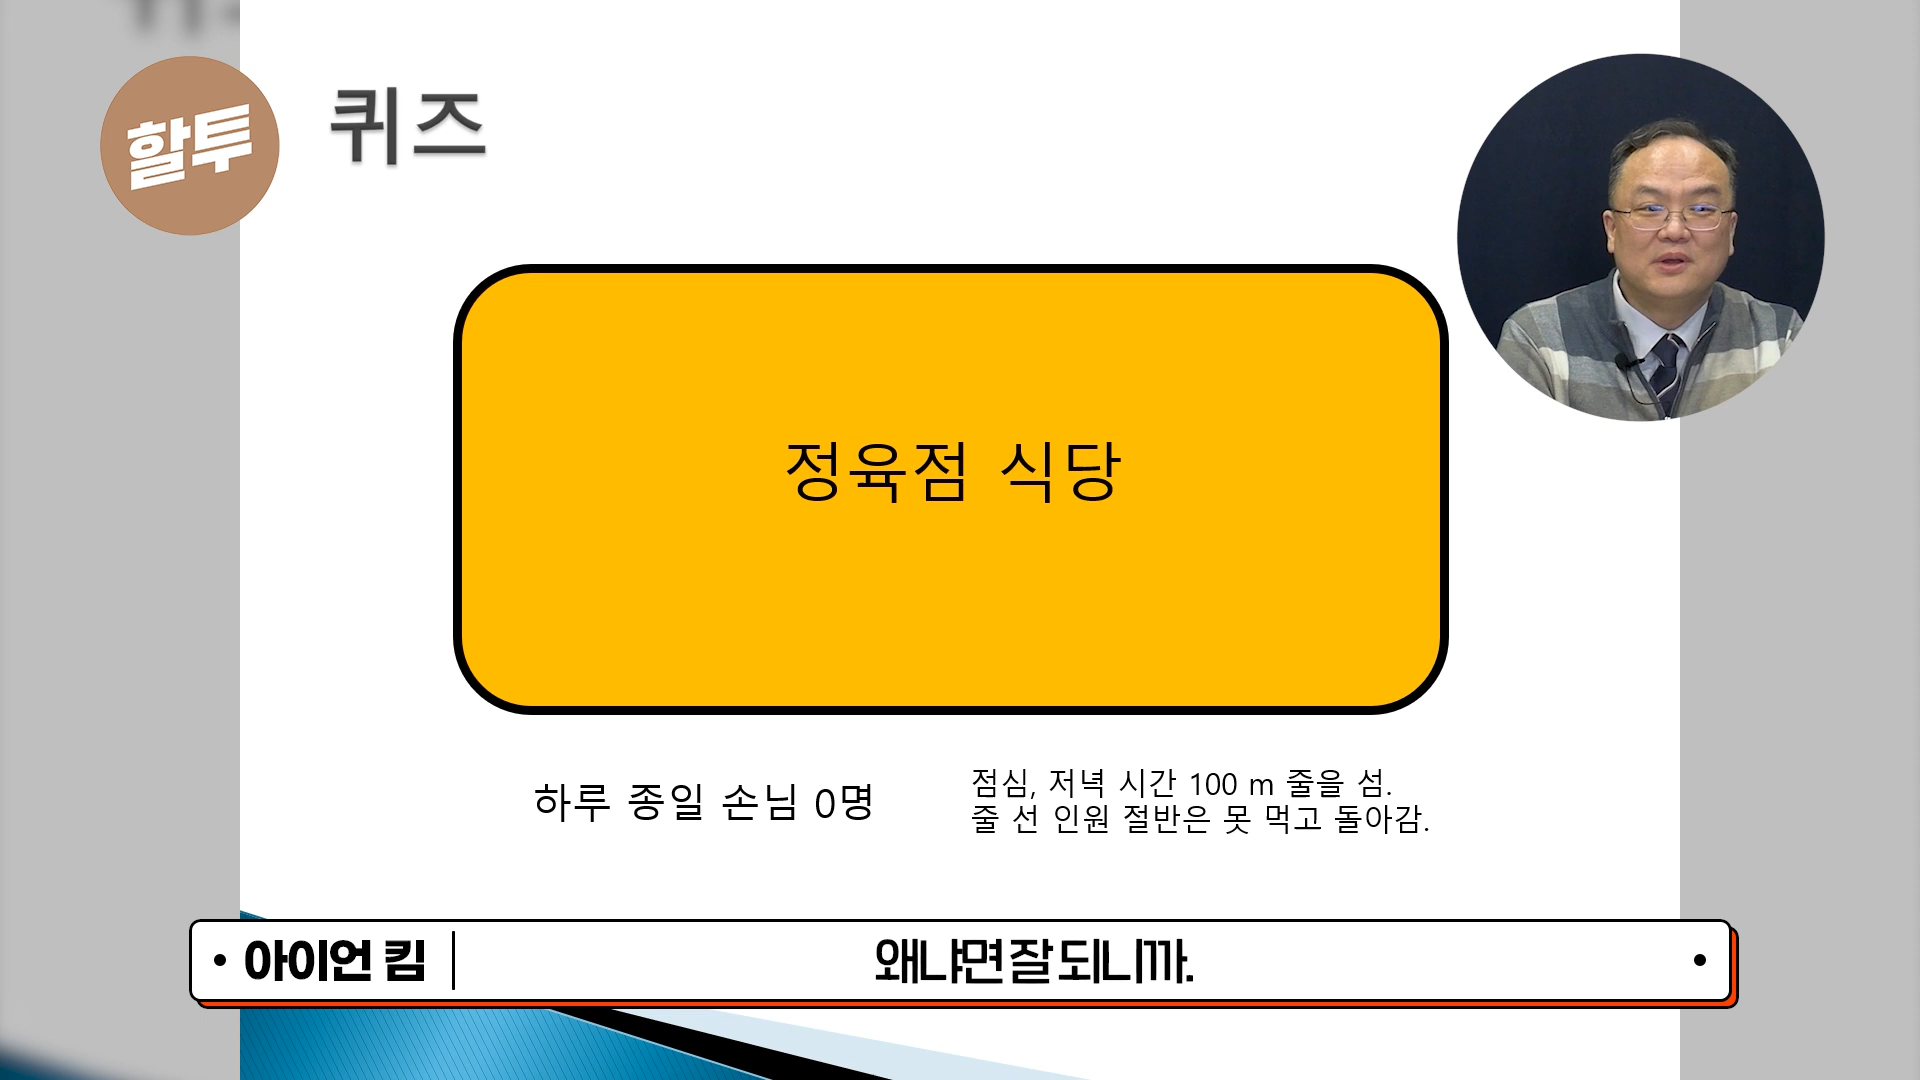 할투
퀴즈
정육점 식당
하루 종일 손님 0명
점심, 저녁 시간 100 m 줄을 섬.
줄 선 인원 절반은 못 먹고 돌아감.
아이언 킴
왜냐면 잘 되니까.